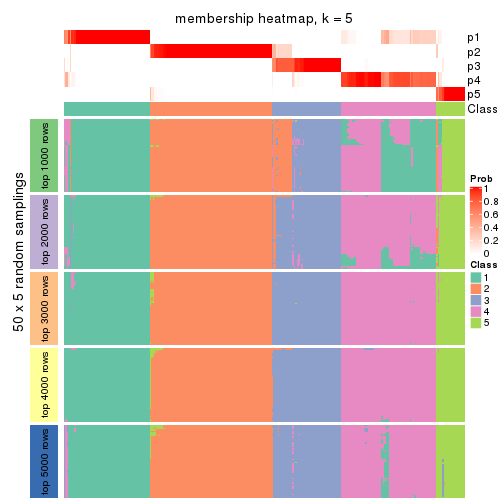 membership heatmap, k = 5
p1
p2
p3
p4
p5
Class
50 x 5 random samplings
top 1000 rows
top 2000 rows
top 3000 rows
top 4000 rows
top 5000 rows
Prob
1
0.8
0.6
0.4
0.2
0
Class
1
2
3
4
5